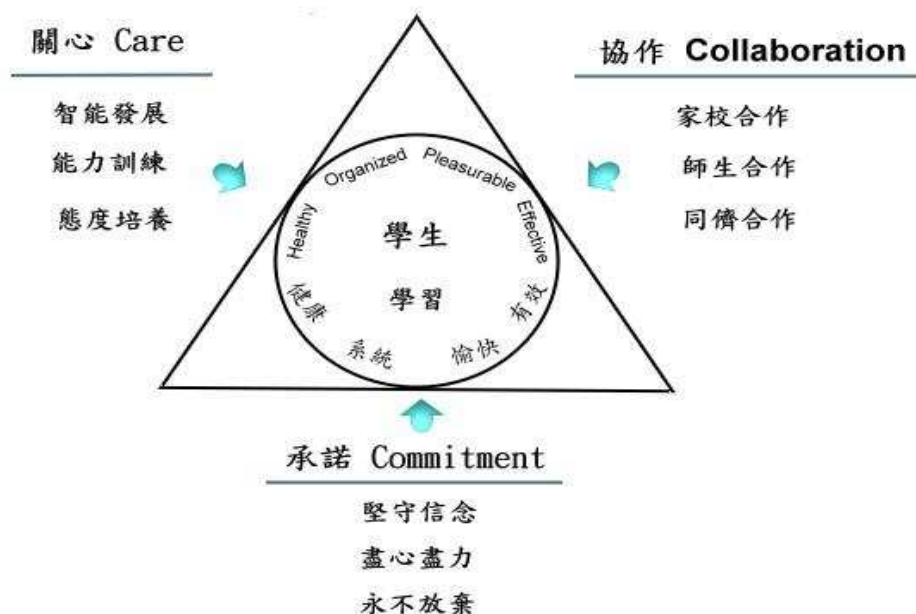 關心 Care
智能發展
能力訓練
態度培養
協作 Collaboration
家校合作
師生合作
同儕合作
Healthy Organized Pleasurable Effective
學生
學習
健康 系統 愉快 有效
承諾 Commitment
堅守信念
盡心盡力
永不放棄